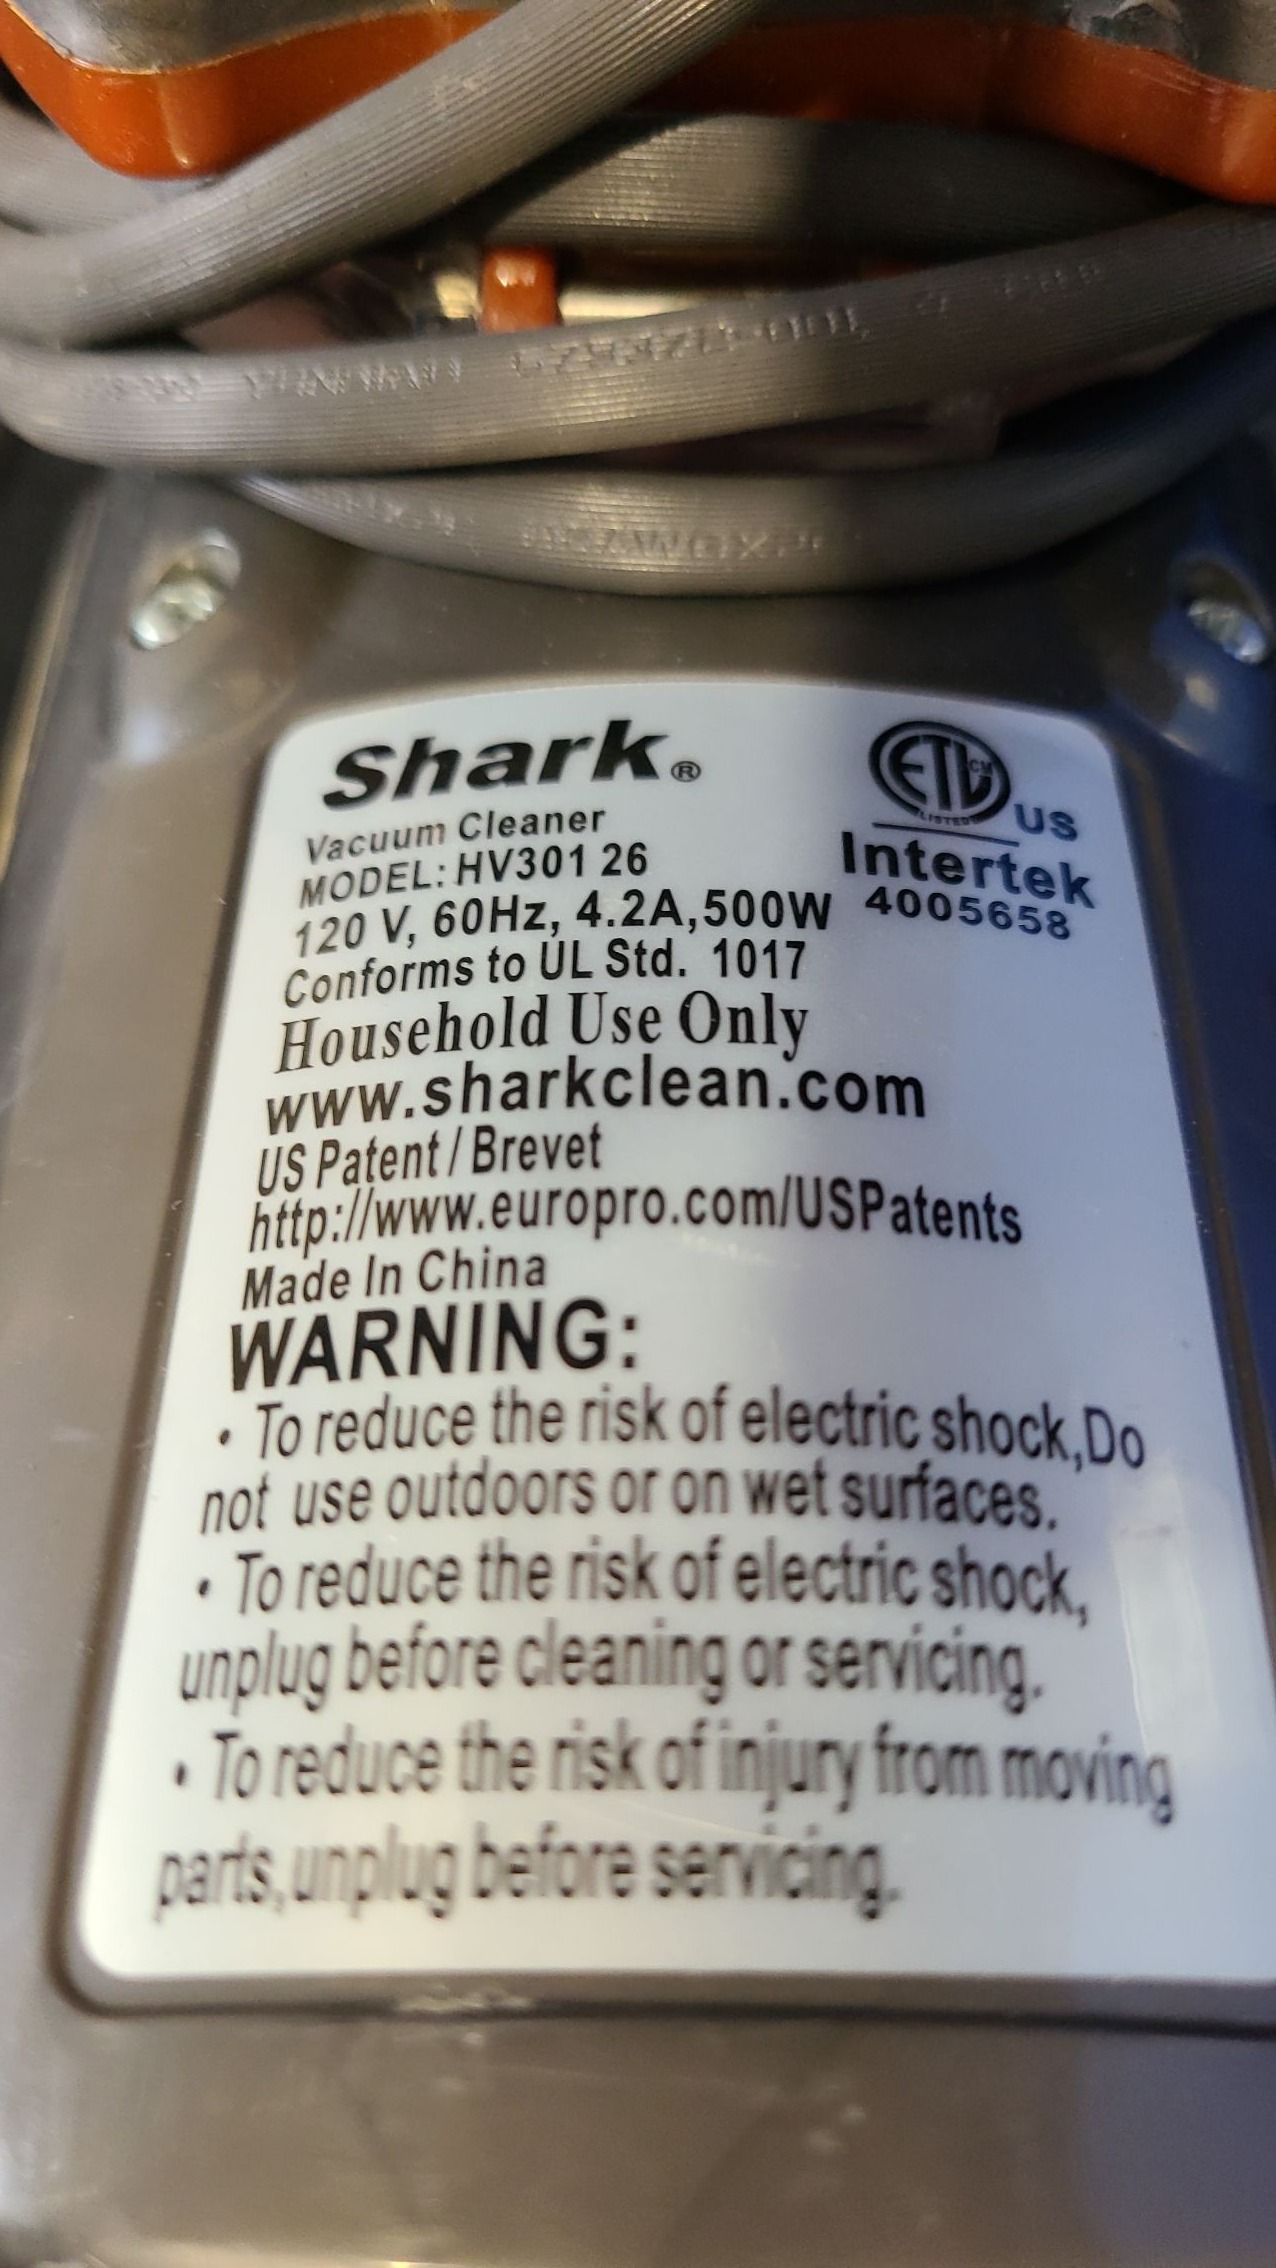 Shark®
Vacuum Cleaner
MODEL: HV301 26
120 V, 60Hz, 4.2A,500W
Conforms to UL Std. 1017
Household Use Only
www.sharkclean.com
US Patent / Brevet
http://www.europro.com/USPatents
Made In China
ETL CM
LISTED
US
Intertek
4005658
WARNING:
• To reduce the risk of electric shock,Do
not use outdoors or on wet surfaces.
• To reduce the risk of electric shock,
unplug before cleaning or servicing.
• To reduce the risk of injury from moving
parts,unplug before servicing.